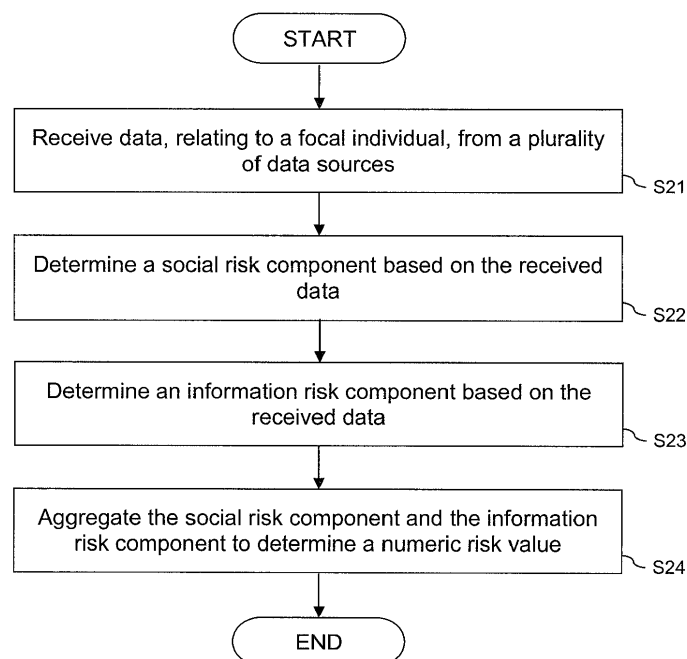 START
Receive data, relating to a focal individual, from a plurality
of data sources
S21
Determine a social risk component based on the received
data
S22
Determine an information risk component based on the
received data
S23
Aggregate the social risk component and the information
risk component to determine a numeric risk value
S24
END